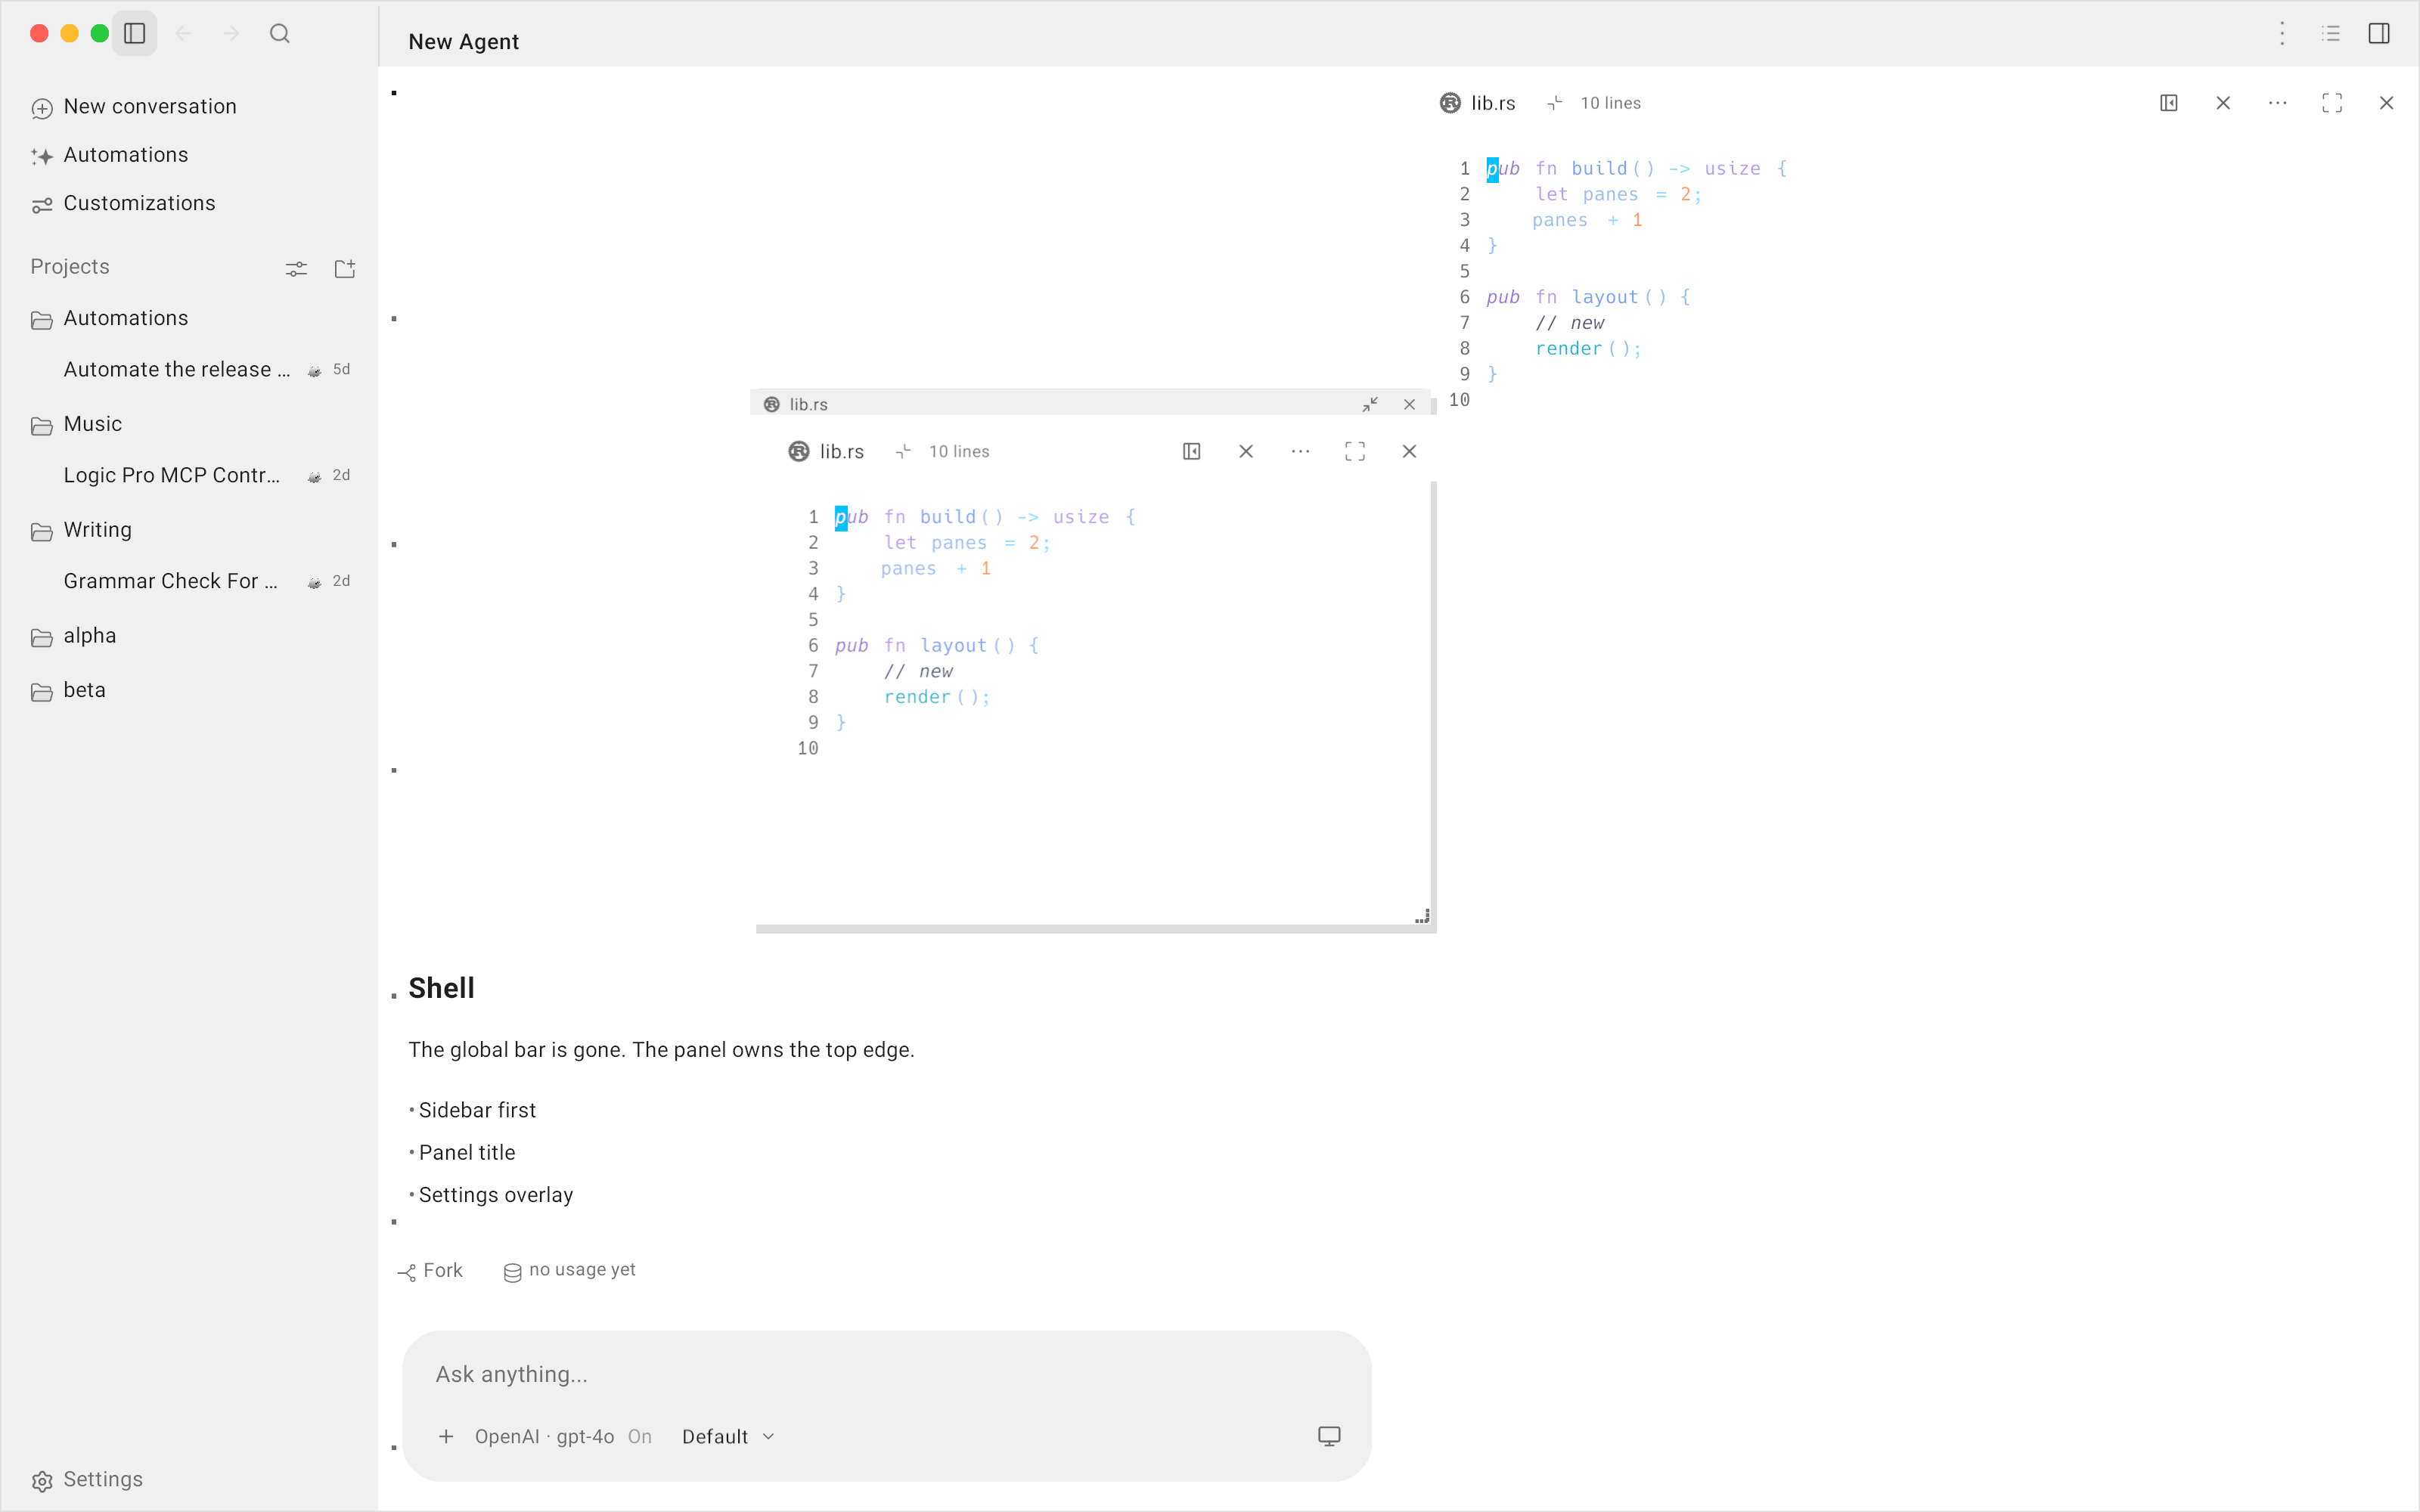 New Agent
New conversation
Automations
Customizations
Projects
Automations
Automate the release ... 5d
Music
Logic Pro MCP Contr... 2d
Writing
Grammar Check For ... 2d
alpha
beta
Settings
lib.rs
lib.rs 10 lines
1 pub fn build() -> usize {
2 let panes = 2;
3 panes + 1
4 }
5
6 pub fn layout() {
7 // new
8 render();
9 }
10
Shell
The global bar is gone. The panel owns the top edge.
• Sidebar first
• Panel title
• Settings overlay
Fork no usage yet
Ask anything...
OpenAI · gpt-4o On Default
lib.rs 10 lines
1 pub fn build() -> usize {
2 let panes = 2;
3 panes + 1
4 }
5
6 pub fn layout() {
7 // new
8 render();
9 }
10